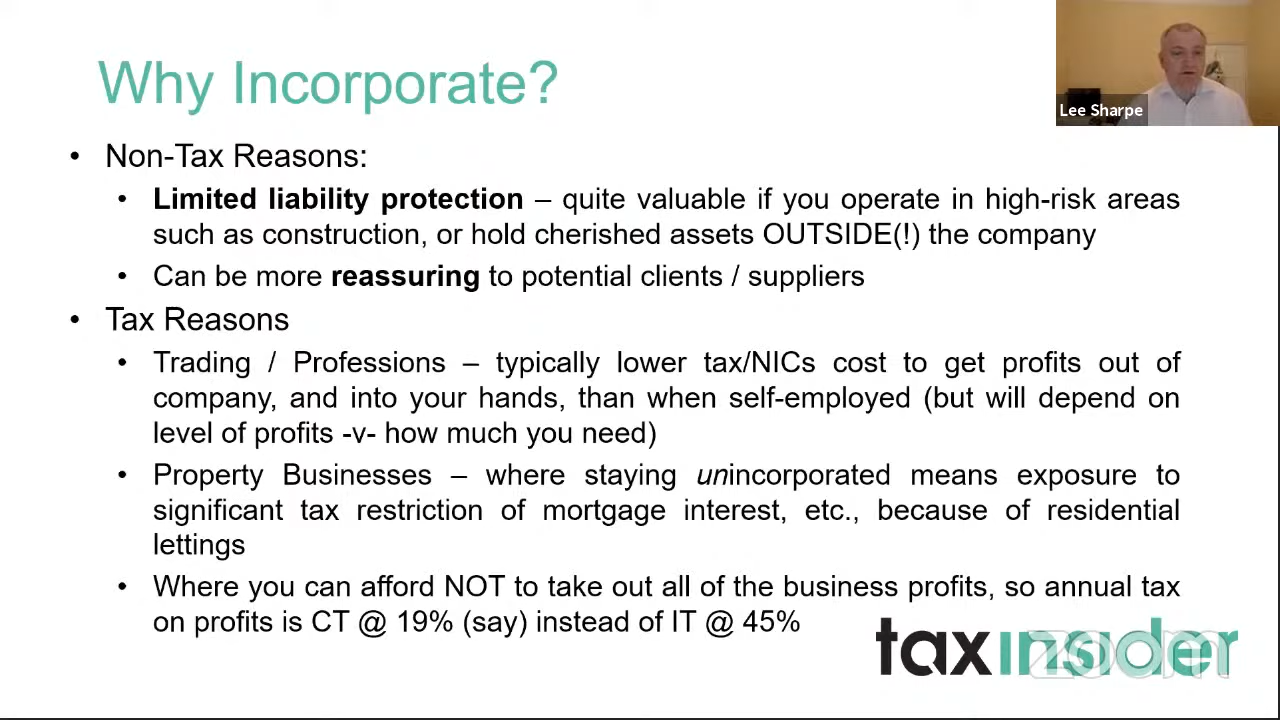 Why Incorporate?
Lee Sharpe
• Non-Tax Reasons:
• Limited liability protection – quite valuable if you operate in high-risk areas
such as construction, or hold cherished assets OUTSIDE(!) the company
• Can be more reassuring to potential clients / suppliers
• Tax Reasons
• Trading / Professions – typically lower tax/NICs cost to get profits out of
company, and into your hands, than when self-employed (but will depend on
level of profits -v- how much you need)
• Property Businesses – where staying unincorporated means exposure to
significant tax restriction of mortgage interest, etc., because of residential
lettings
• Where you can afford NOT to take out all of the business profits, so annual tax
on profits is CT @ 19% (say) instead of IT @ 45%
taxinsider
zoom